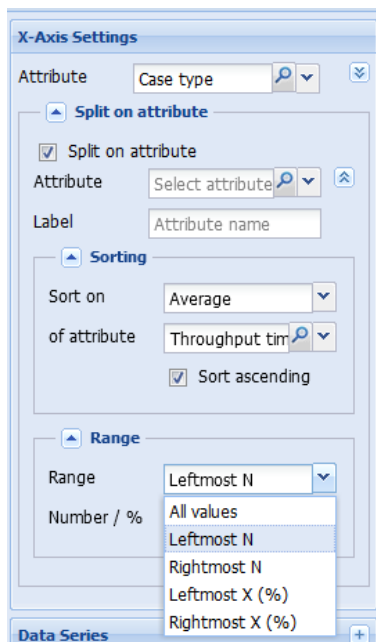 X-Axis Settings
Attribute Case type
Split on attribute
Split on attribute
Attribute Select attribute
Label Attribute name
Sorting
Sort on Average
of attribute Throughput tim
Sort ascending
Range
Range Leftmost N
Number / % All values
Leftmost N
Rightmost N
Leftmost X (%)
Rightmost X (%)
Data Series